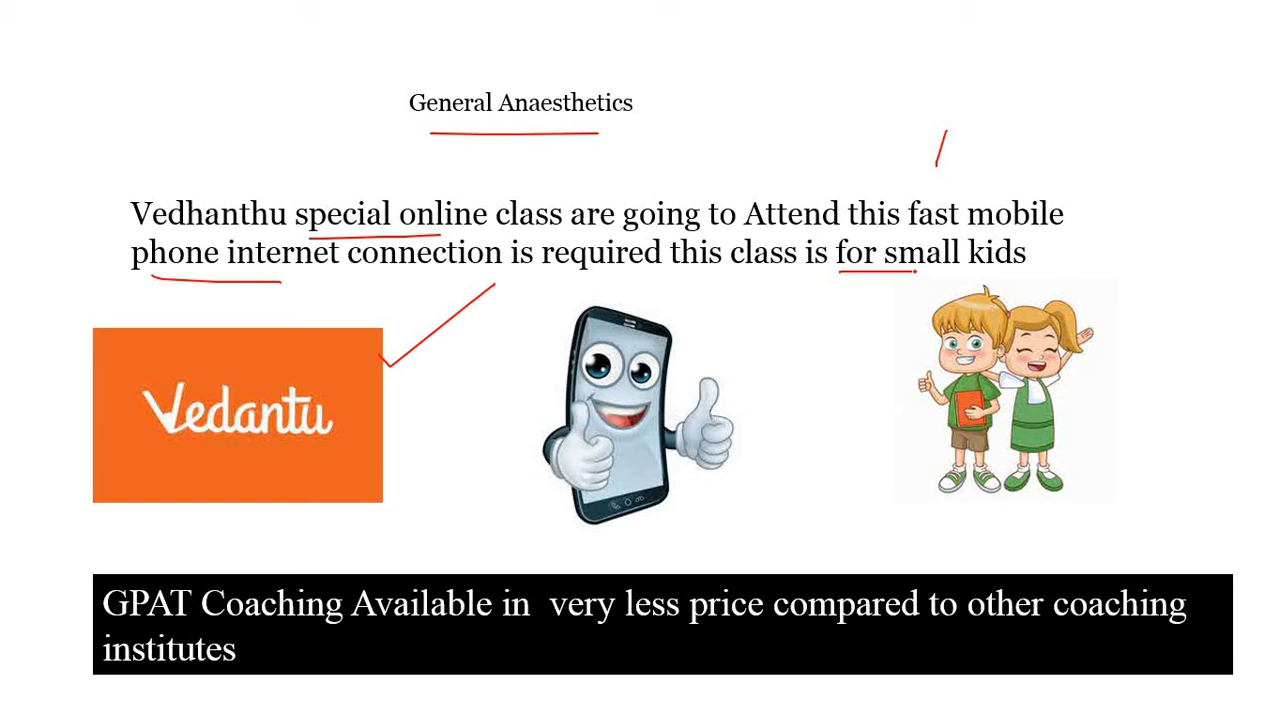 General Anaesthetics
Vedhanthu special online class are going to Attend this fast mobile
phone internet connection is required this class is for small kids
Vedantu
GPAT Coaching Available in very less price compared to other coaching
institutes